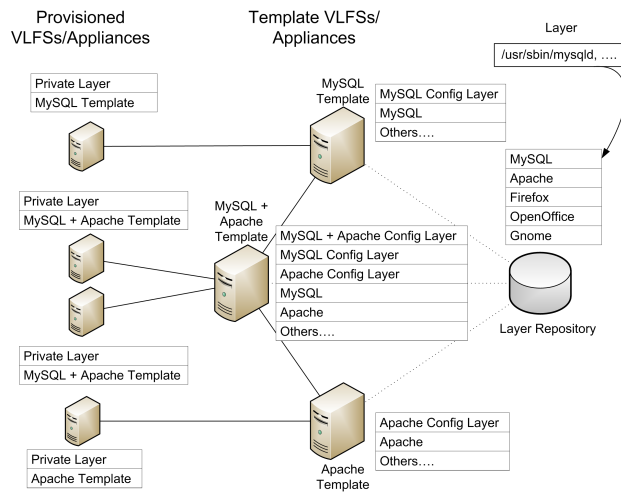 Provisioned
VLFSs/Appliances
Template VLFSs/
Appliances
Layer
/usr/sbin/mysqld, ....
Private Layer
MySQL Template
MySQL
Template
MySQL Config Layer
MySQL
Others....
MySQL
Apache
Firefox
OpenOffice
Gnome
Private Layer
MySQL + Apache Template
MySQL +
Apache
Template
MySQL + Apache Config Layer
MySQL Config Layer
Apache Config Layer
MySQL
Apache
Others....
Layer Repository
Private Layer
MySQL + Apache Template
Apache Config Layer
Apache
Others....
Private Layer
Apache Template
Apache
Template